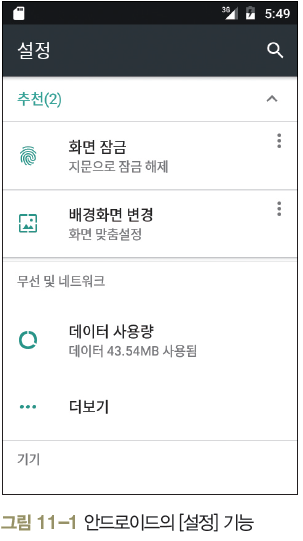 3G 5:49
설정
추천(2)
화면 잠금
지문으로 잠금 해제
배경화면 변경
화면 맞춤설정
무선 및 네트워크
데이터 사용량
데이터 43.54MB 사용됨
더보기
기기
그림 11-1 안드로이드의 [설정] 기능